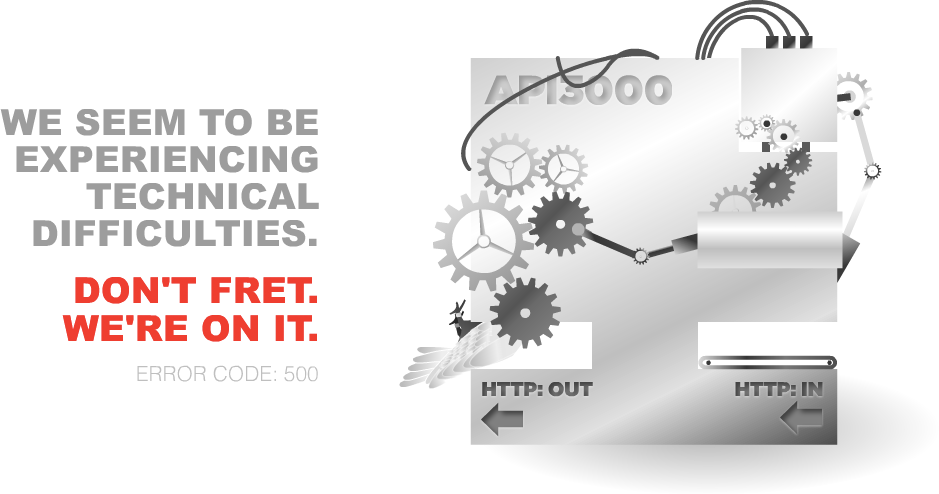 WE SEEM TO BE
EXPERIENCING
TECHNICAL
DIFFICULTIES.
DON'T FRET.
WE'RE ON IT.
ERROR CODE: 500
API3000
HTTP: OUT
HTTP: IN